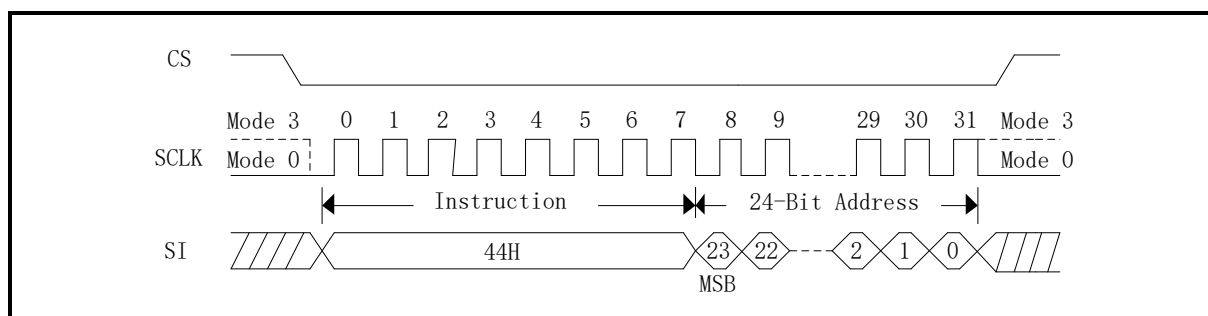 CS
Mode 3 0 1 2 3 4 5 6 7 8 9 29 30 31 Mode 3
SCLK Mode 0 Mode 0
Instruction 24-Bit Address
SI 44H 23 22 2 1 0
MSB